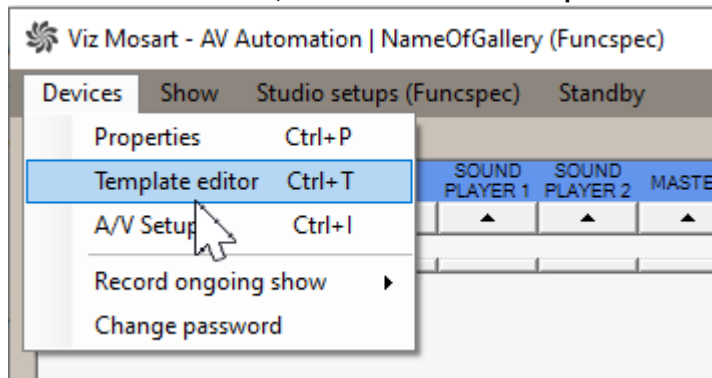 Viz Mosart - AV Automation | NameOfGallery (Funcspec)
Devices Show Studio setups (Funcspec) Standby
Properties Ctrl+P
Template editor Ctrl+T
A/V Setup Ctrl+I
Record ongoing show
Change password
SOUND PLAYER 1
SOUND PLAYER 2